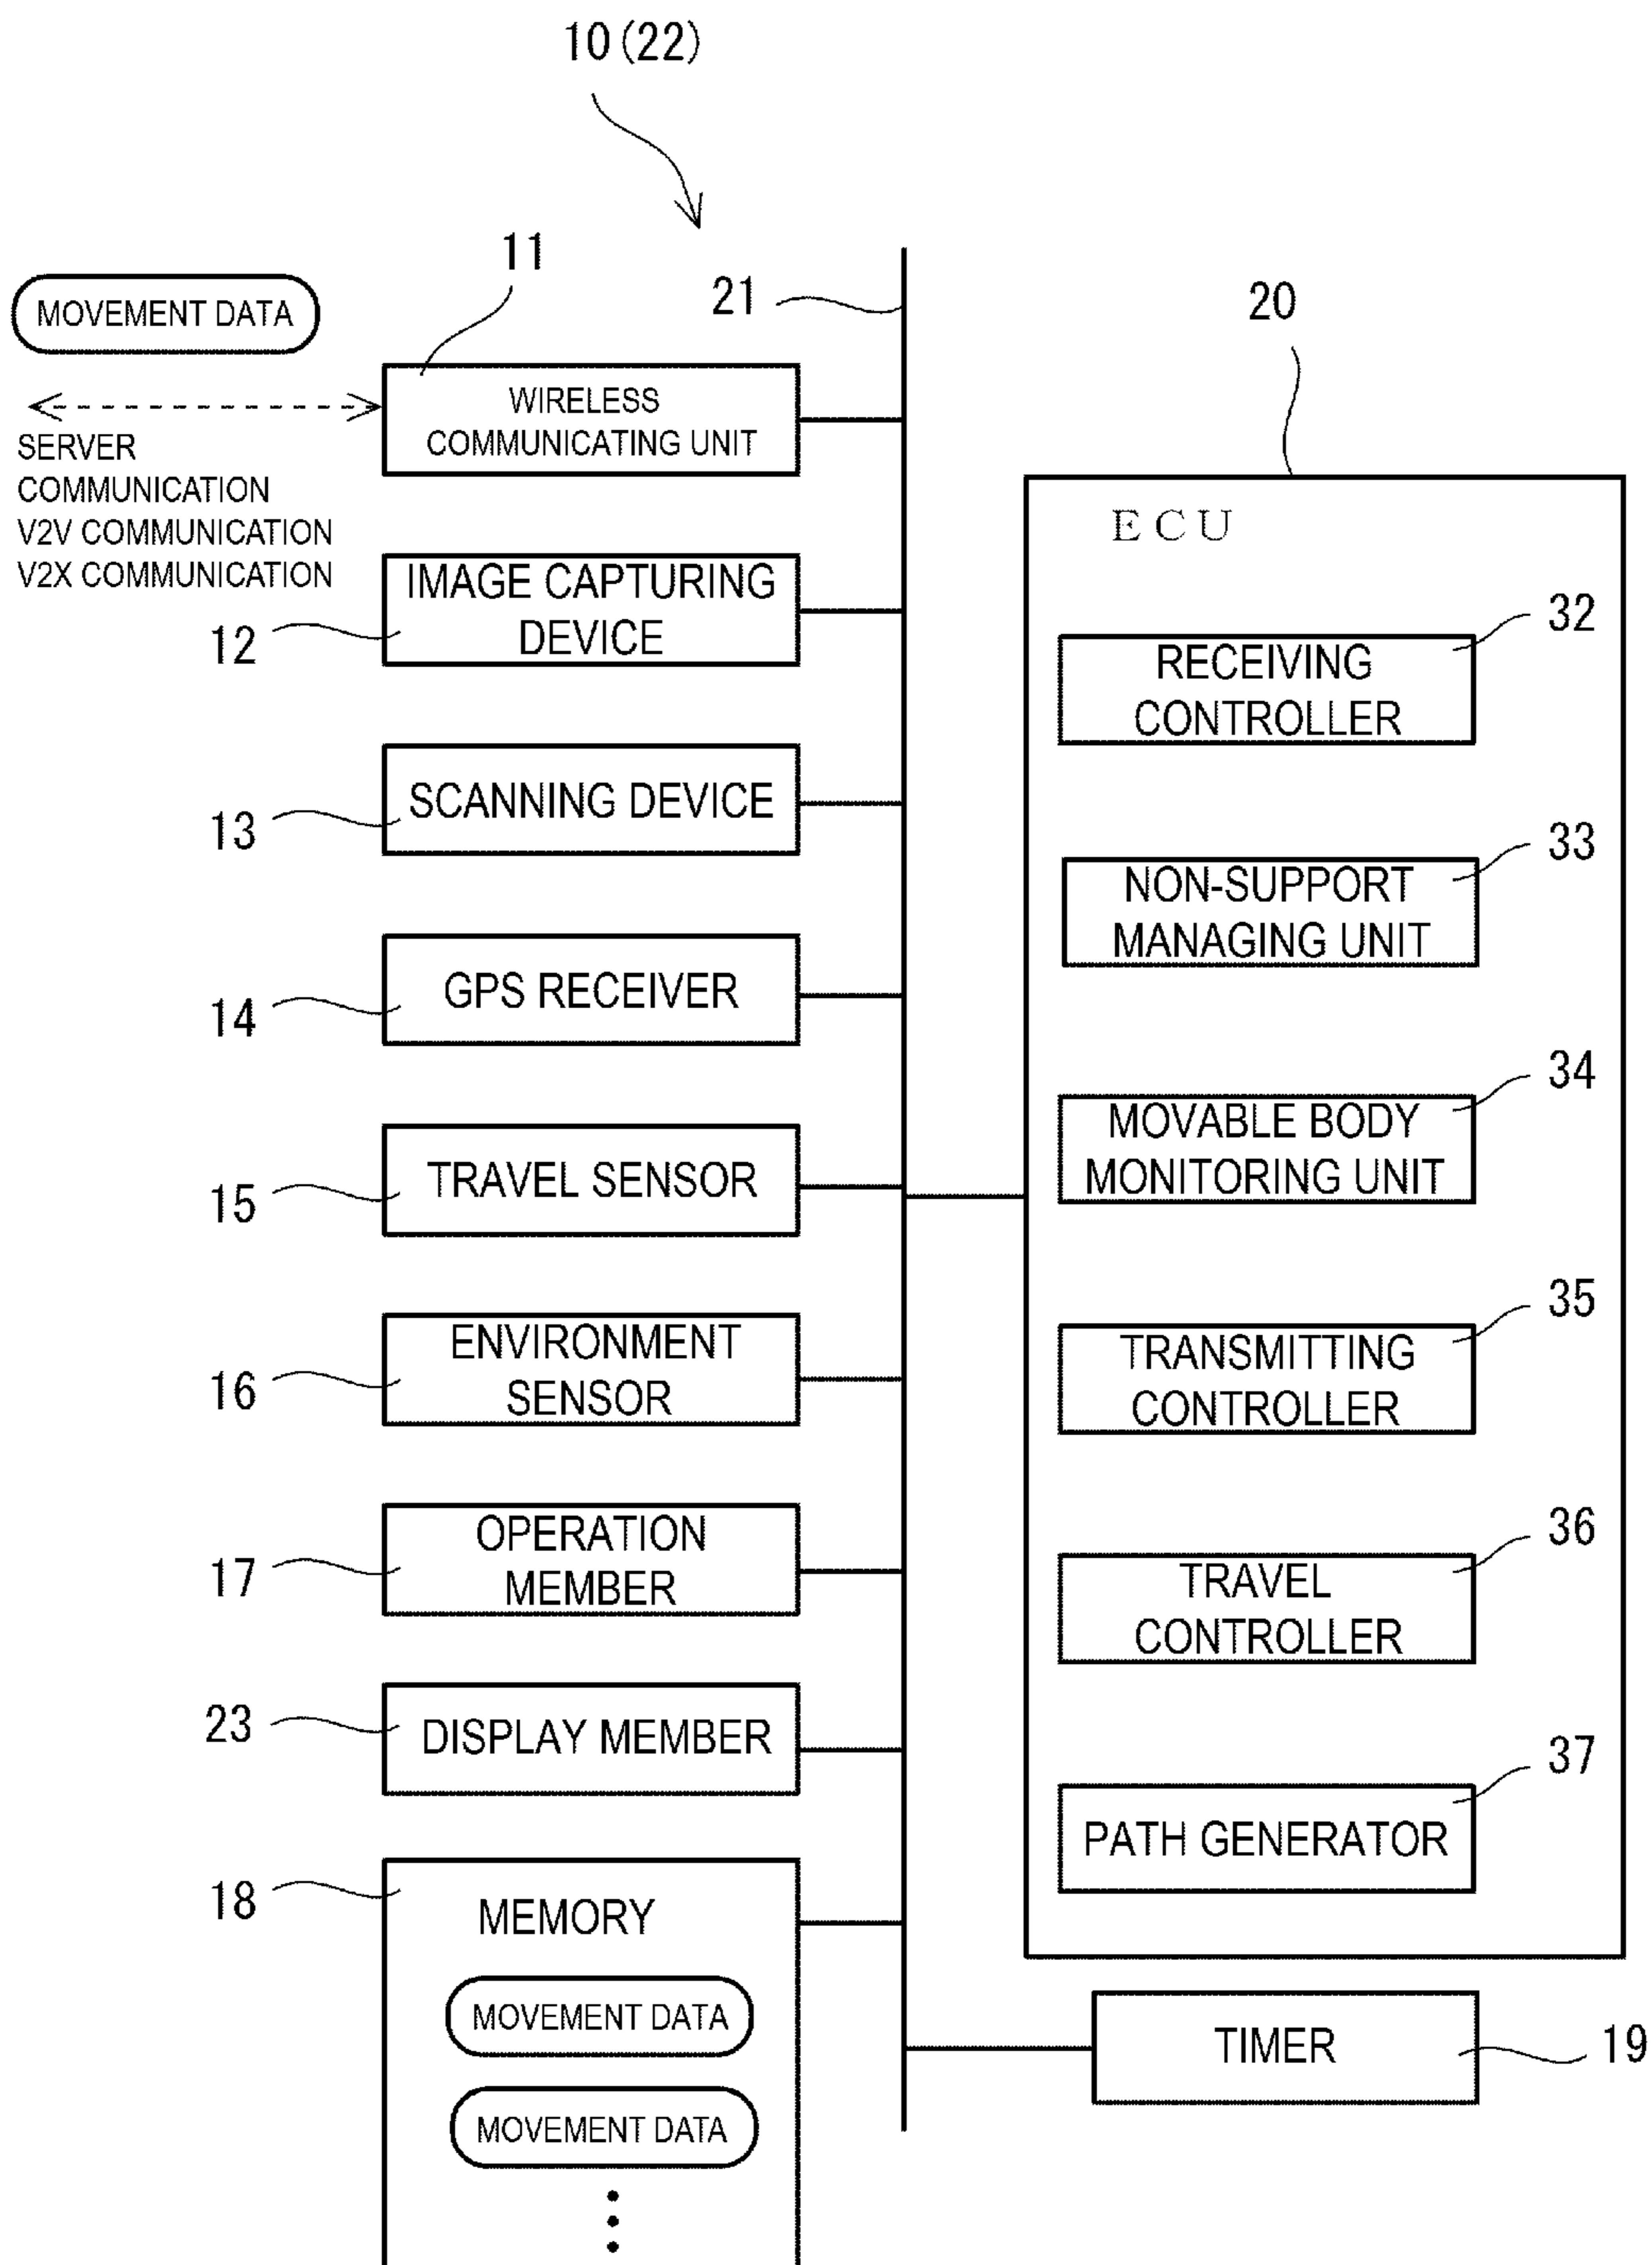 10(22)
11
21
20
MOVEMENT DATA
WIRELESS
COMMUNICATING UNIT
SERVER
COMMUNICATION
V2V COMMUNICATION
V2X COMMUNICATION
IMAGE CAPTURING
DEVICE
12
SCANNING DEVICE
13
GPS RECEIVER
14
TRAVEL SENSOR
15
ENVIRONMENT
SENSOR
16
OPERATION
MEMBER
17
DISPLAY MEMBER
23
18
MEMORY
MOVEMENT DATA
MOVEMENT DATA
ECU
32
RECEIVING
CONTROLLER
33
NON-SUPPORT
MANAGING UNIT
34
MOVABLE BODY
MONITORING UNIT
35
TRANSMITTING
CONTROLLER
36
TRAVEL
CONTROLLER
37
PATH GENERATOR
TIMER
19